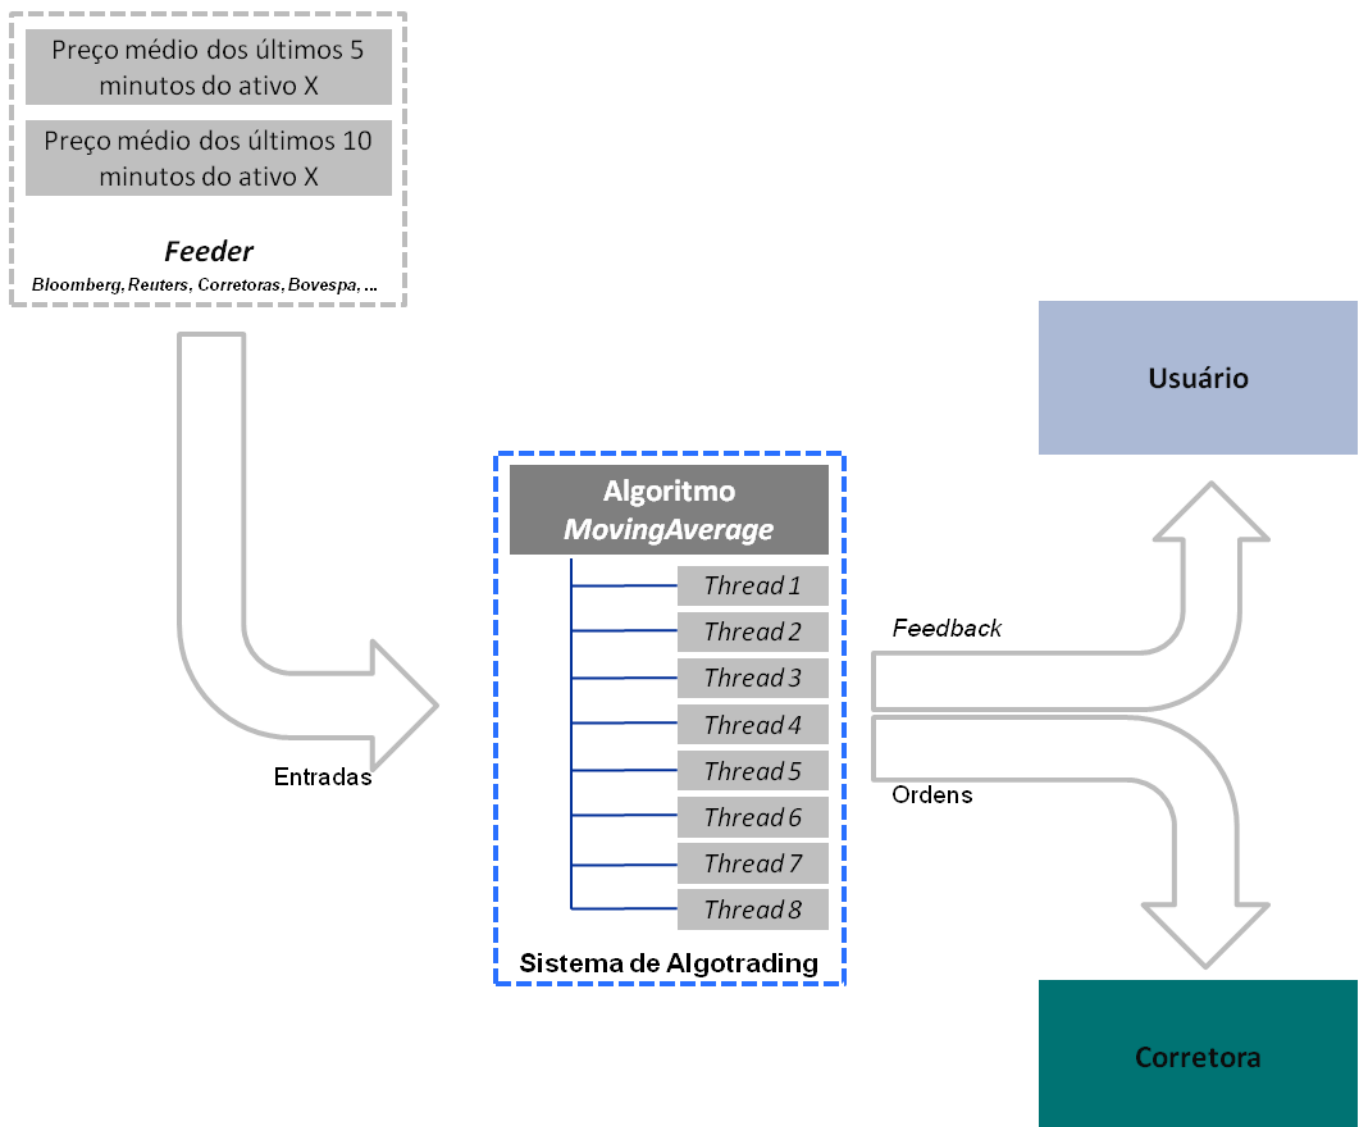 Preço médio dos últimos 5
minutos do ativo X
Preço médio dos últimos 10
minutos do ativo X
Feeder
Bloomberg, Reuters, Corretoras, Bovespa, ...
Usuário
Algoritmo
MovingAverage
Thread 1
Thread 2
Thread 3
Thread 4
Thread 5
Thread 6
Thread 7
Thread 8
Sistema de Algotrading
Entradas
Feedback
Ordens
Corretora